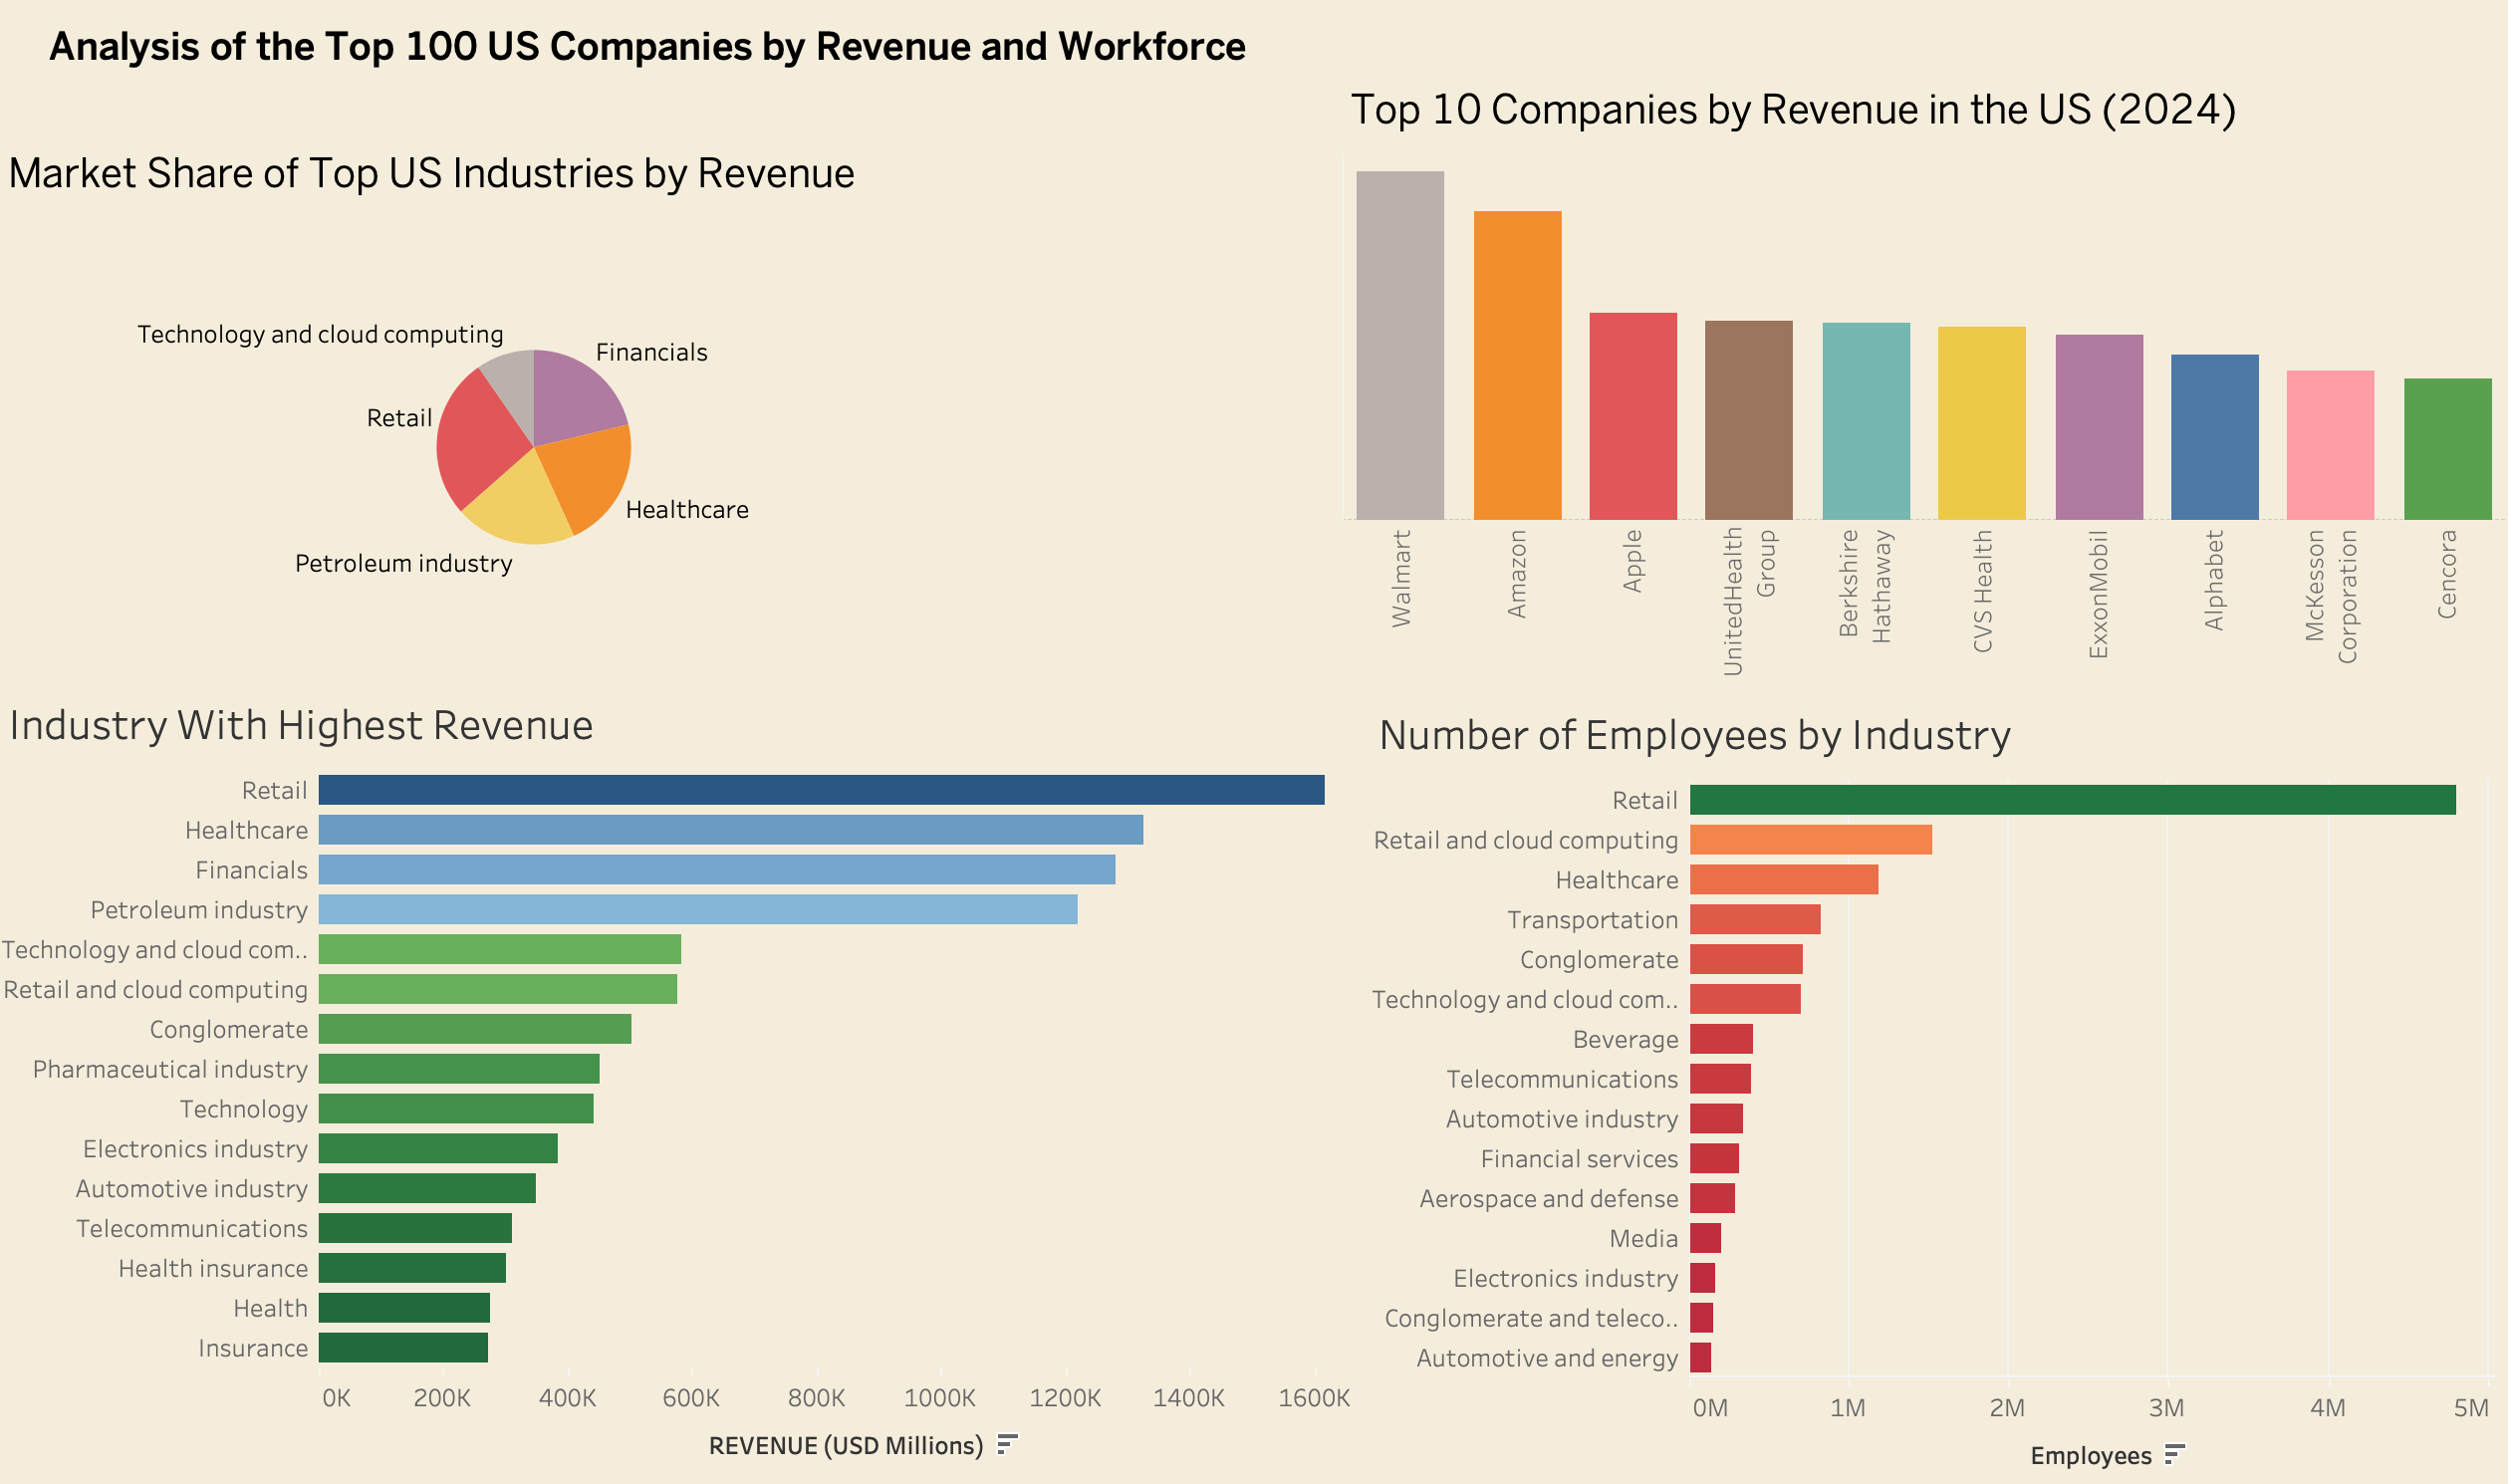 Analysis of the Top 100 US Companies by Revenue and Workforce
Market Share of Top US Industries by Revenue
Technology and cloud computing
Financials
Retail
Healthcare
Petroleum industry
Top 10 Companies by Revenue in the US (2024)
Walmart
Amazon
Apple
UnitedHealth
Group
Berkshire
Hathaway
CVS Health
ExxonMobil
Alphabet
McKesson
Corporation
Cencora
Industry With Highest Revenue
Retail
Healthcare
Financials
Petroleum industry
Technology and cloud com..
Retail and cloud computing
Conglomerate
Pharmaceutical industry
Technology
Electronics industry
Automotive industry
Telecommunications
Health insurance
Health
Insurance
0K 200K 400K 600K 800K 1000K 1200K 1400K 1600K
REVENUE (USD Millions)
Number of Employees by Industry
Retail
Retail and cloud computing
Healthcare
Transportation
Conglomerate
Technology and cloud com..
Beverage
Telecommunications
Automotive industry
Financial services
Aerospace and defense
Media
Electronics industry
Conglomerate and teleco..
Automotive and energy
0M 1M 2M 3M 4M 5M
Employees